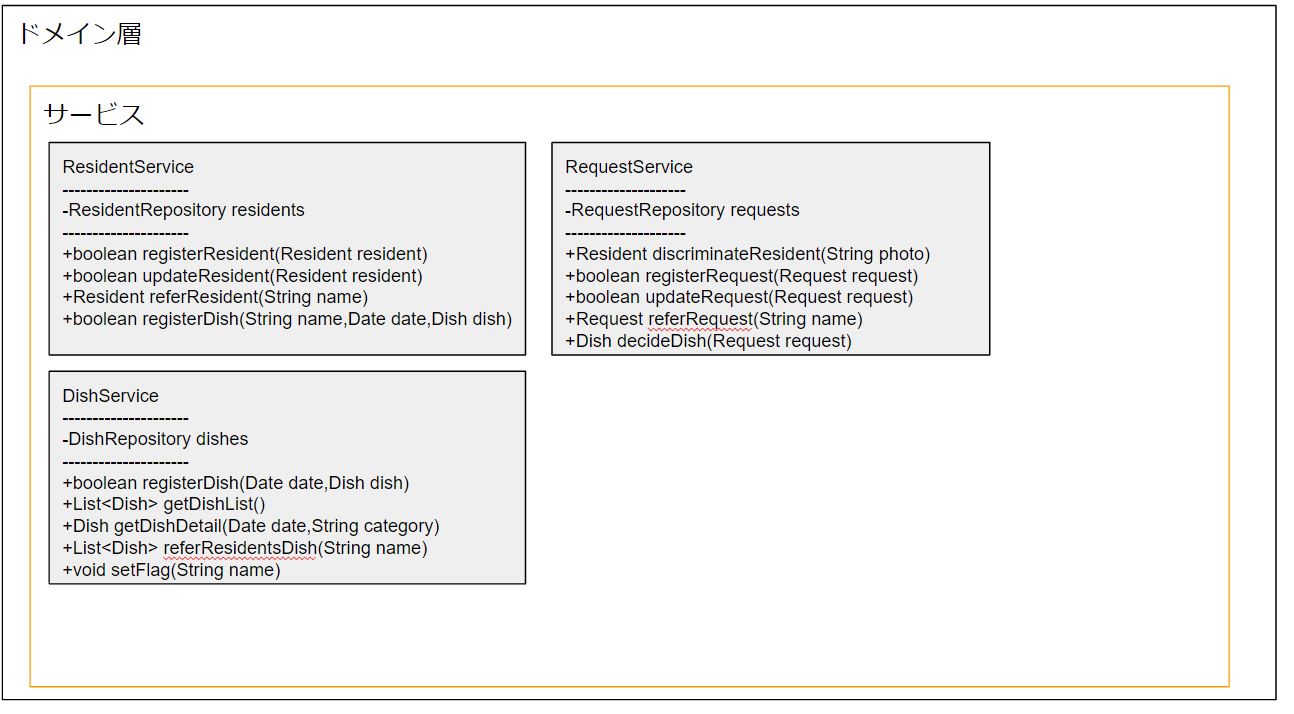 ドメイン層
サービス
ResidentService
---------------------
-ResidentRepository residents
---------------------
+boolean registerResident(Resident resident)
+boolean updateResident(Resident resident)
+Resident referResident(String name)
+boolean registerDish(String name,Date date,Dish dish)
RequestService
--------------------
-RequestRepository requests
--------------------
+Resident discriminateResident(String photo)
+boolean registerRequest(Request request)
+boolean updateRequest(Request request)
+Request referRequest(String name)
+Dish decideDish(Request request)
DishService
---------------------
-DishRepository dishes
---------------------
+boolean registerDish(Date date,Dish dish)
+List<Dish> getDishList()
+Dish getDishDetail(Date date,String category)
+List<Dish> referResidentsDish(String name)
+void setFlag(String name)